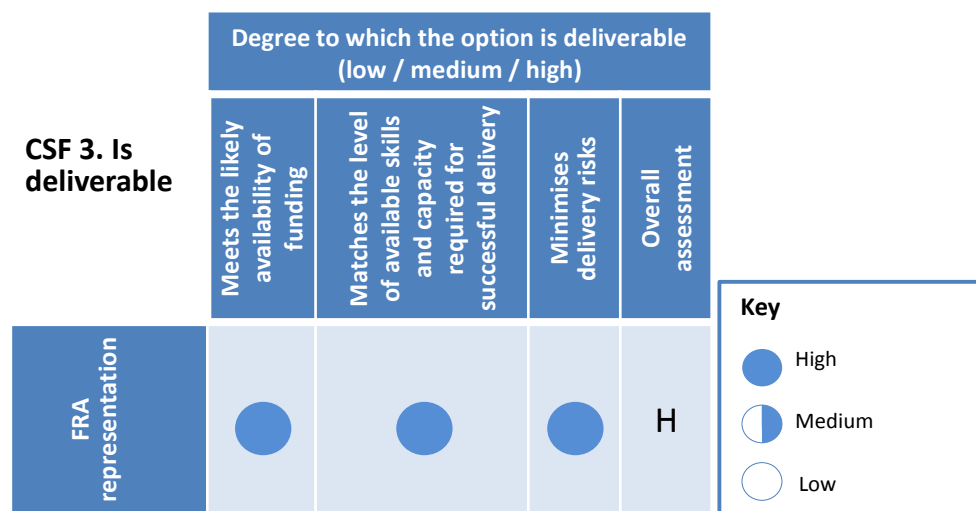 Degree to which the option is deliverable
(low / medium / high)
CSF 3. Is
deliverable
Meets the likely
availability of
funding
Matches the level
of available skills
and capacity
required for
successful delivery
Minimises
delivery risks
Overall
assessment
FRA
representation
H
Key
High
Medium
Low